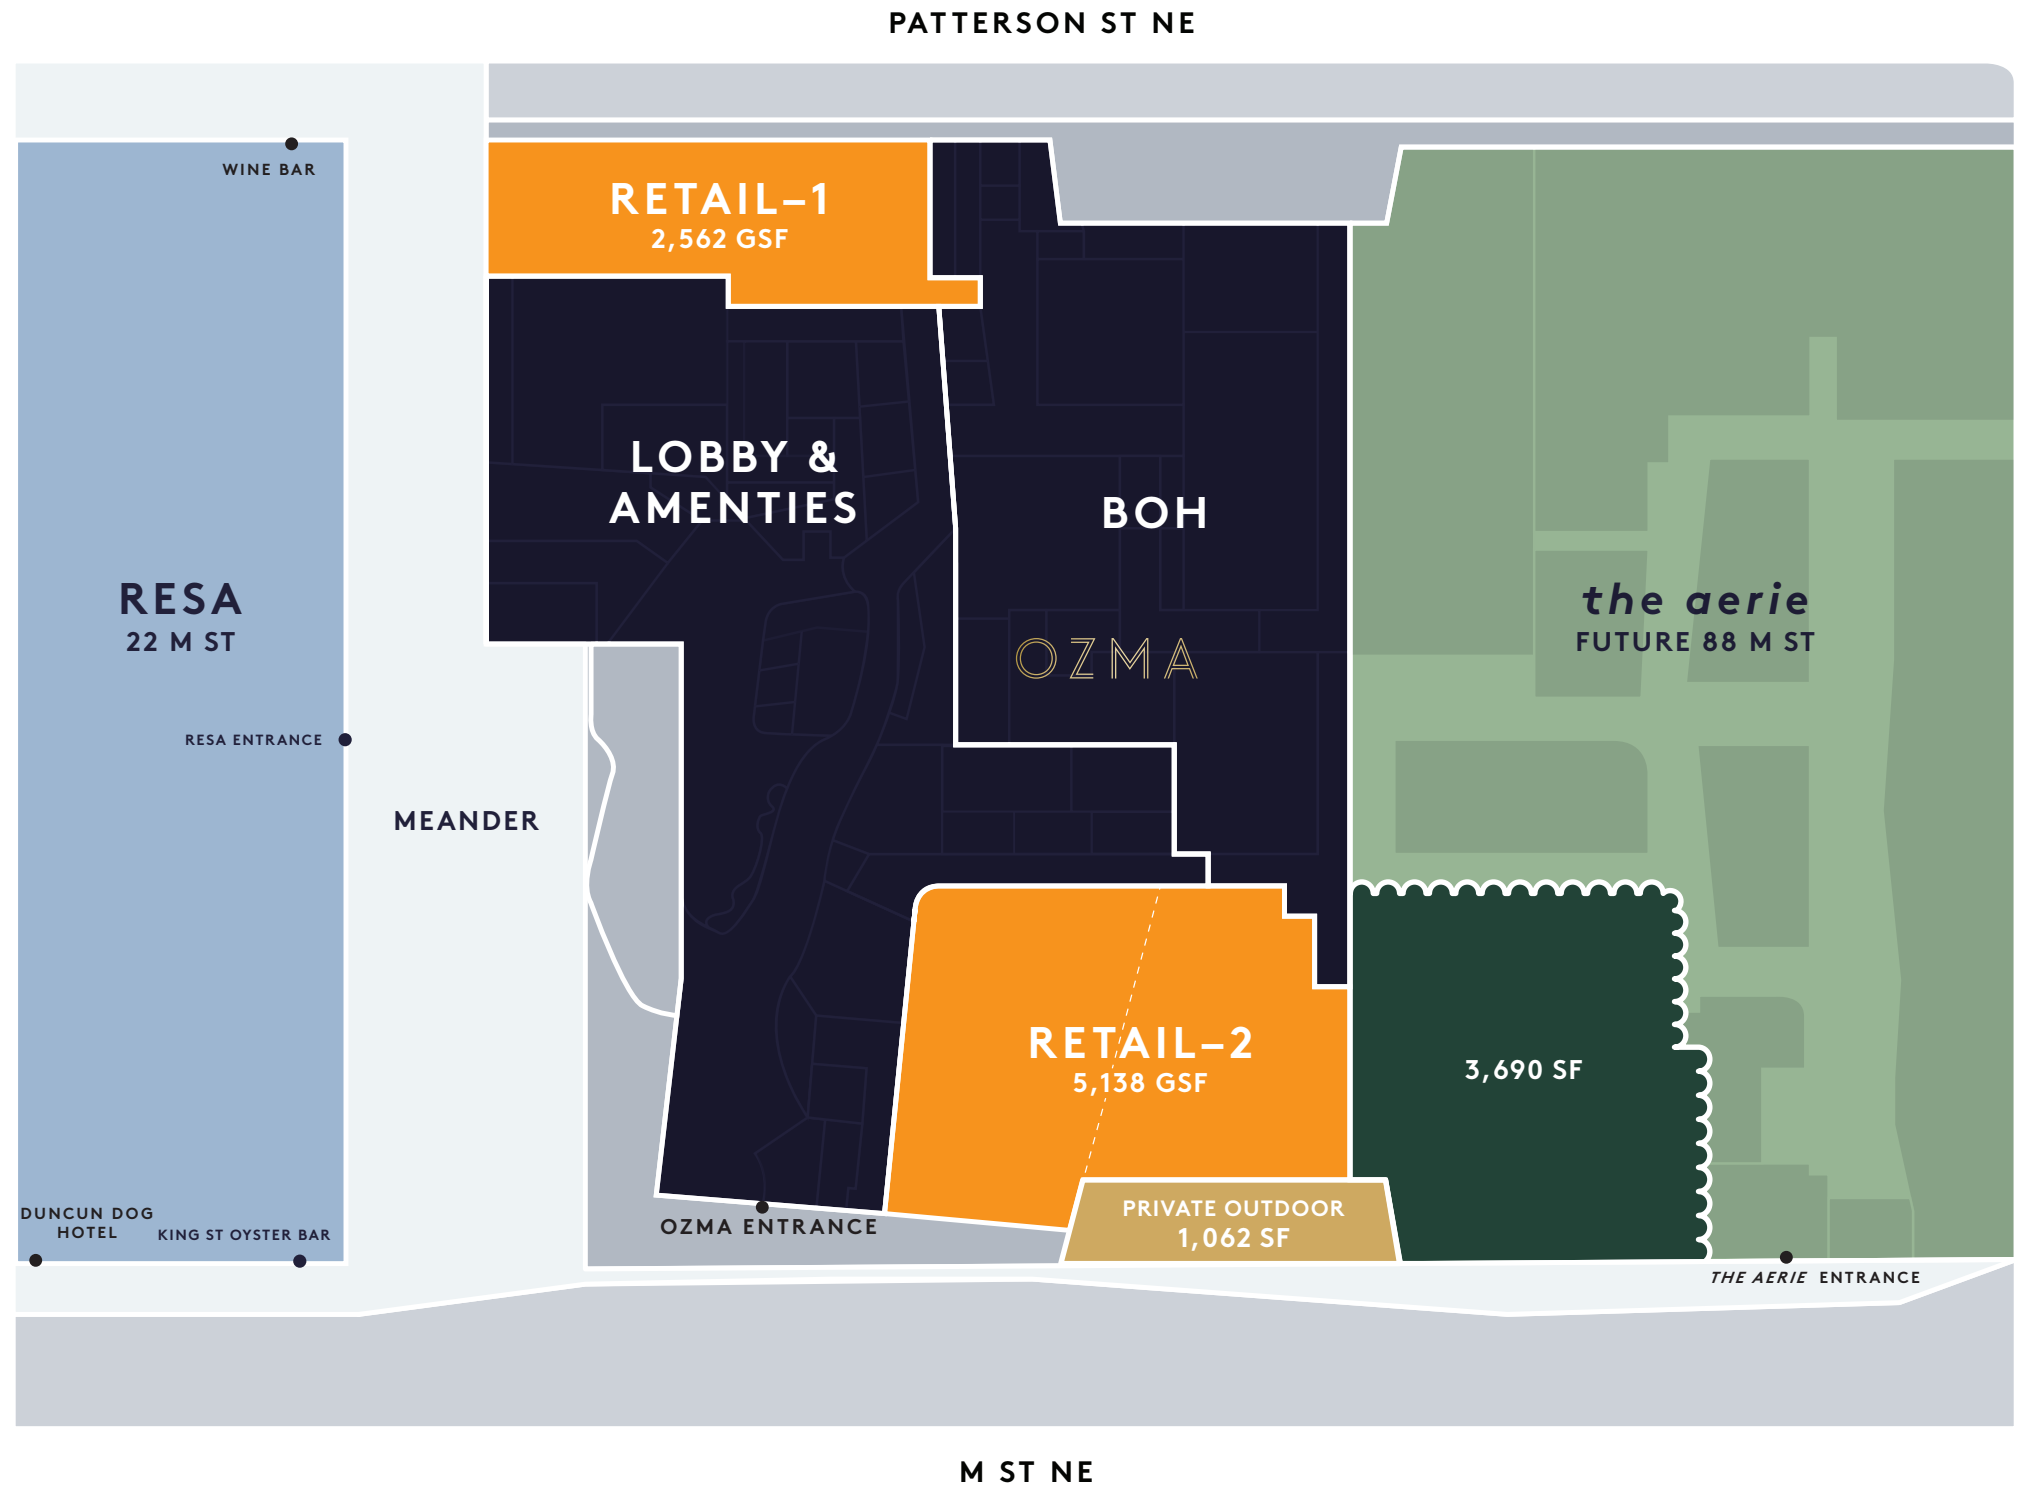 PATTERSON ST NE
WINE BAR
RETAIL–1
2,562 GSF
LOBBY &
AMENTIES
BOH
OZMA
RESA
22 M ST
the aerie
FUTURE 88 M ST
RESA ENTRANCE
MEANDER
RETAIL–2
5,138 GSF
3,690 SF
PRIVATE OUTDOOR
1,062 SF
DUNCUN DOG
HOTEL
KING ST OYSTER BAR
OZMA ENTRANCE
THE AERIE ENTRANCE
M ST NE